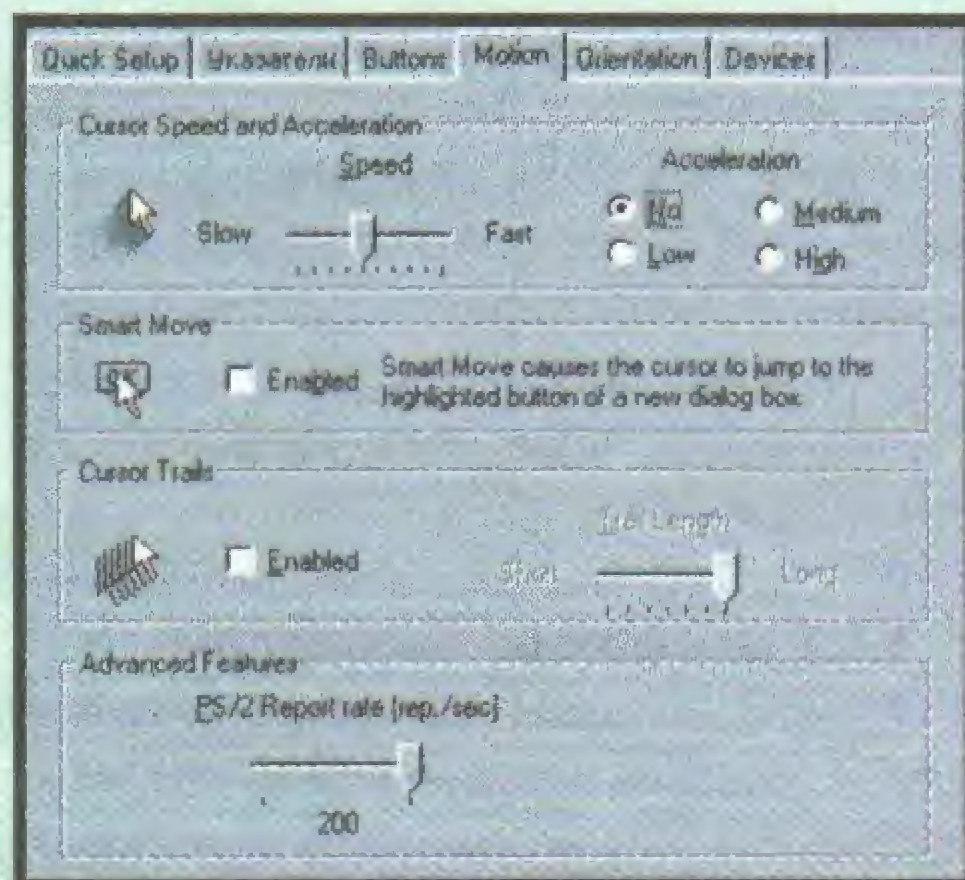 Quick Setup Указатели Buttons Motion Orientation Devices
Cursor Speed and Acceleration
Speed Acceleration
Slow Fast No Medium
Low High
Smart Move
OK Enabled Smart Move causes the cursor to jump to the
highlighted button of a new dialog box
Cursor Trails
Trail Length
Enabled Short Long
Advanced Features
PS/2 Report rate (rep./sec)
200